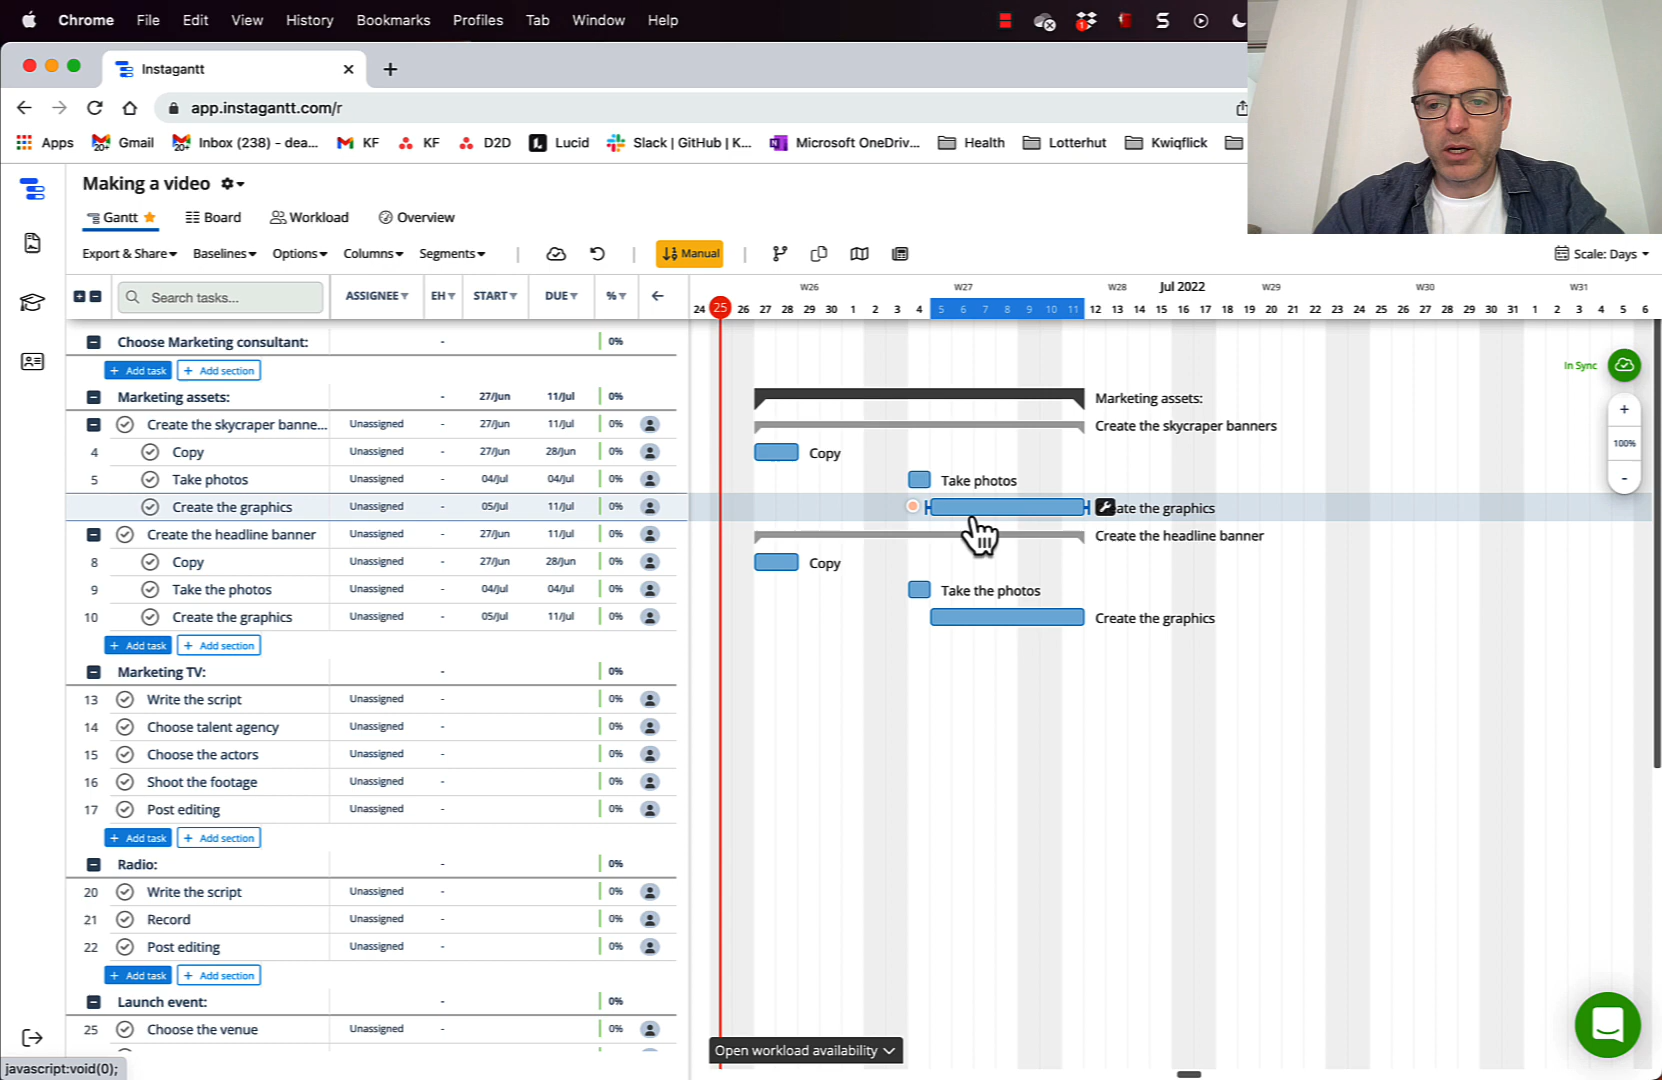 Chrome File Edit View History Bookmarks Profiles Tab Window Help
Instagantt
app.instagantt.com/r
Apps Gmail Inbox (238) - dea... KF KF D2D Lucid Slack | GitHub | K... Microsoft OneDriv... Health Lotterhut Kwiqflick
Making a video
Gantt Board Workload Overview
Export & Share Baselines Options Columns Segments Manual Scale: Days
Search tasks... ASSIGNEE EH START DUE %
W26 W27 W28 Jul 2022 W29 W30 W31
24 25 26 27 28 29 30 1 2 3 4 5 6 7 8 9 10 11 12 13 14 15 16 17 18 19 20 21 22 23 24 25 26 27 28 29 30 31 1 2 3 4 5 6
Choose Marketing consultant: - 0%
+ Add task + Add section
In Sync
Marketing assets: - 27/Jun 11/Jul 0% Marketing assets:
Create the skycraper banne... Unassigned - 27/Jun 11/Jul 0% Create the skycraper banners
4 Copy Unassigned - 27/Jun 28/Jun 0% Copy
100%
5 Take photos Unassigned - 04/Jul 04/Jul 0% Take photos
Create the graphics Unassigned - 05/Jul 11/Jul 0% ate the graphics
Create the headline banner Unassigned - 27/Jun 11/Jul 0% Create the headline banner
8 Copy Unassigned - 27/Jun 28/Jun 0% Copy
9 Take the photos Unassigned - 04/Jul 04/Jul 0% Take the photos
10 Create the graphics Unassigned - 05/Jul 11/Jul 0% Create the graphics
+ Add task + Add section
Marketing TV: - 0%
13 Write the script Unassigned - 0%
14 Choose talent agency Unassigned - 0%
15 Choose the actors Unassigned - 0%
16 Shoot the footage Unassigned - 0%
17 Post editing Unassigned - 0%
+ Add task + Add section
Radio: - 0%
20 Write the script Unassigned - 0%
21 Record Unassigned - 0%
22 Post editing Unassigned - 0%
+ Add task + Add section
Launch event: - 0%
25 Choose the venue Unassigned - 0%
Open workload availability
javascript:void(0);